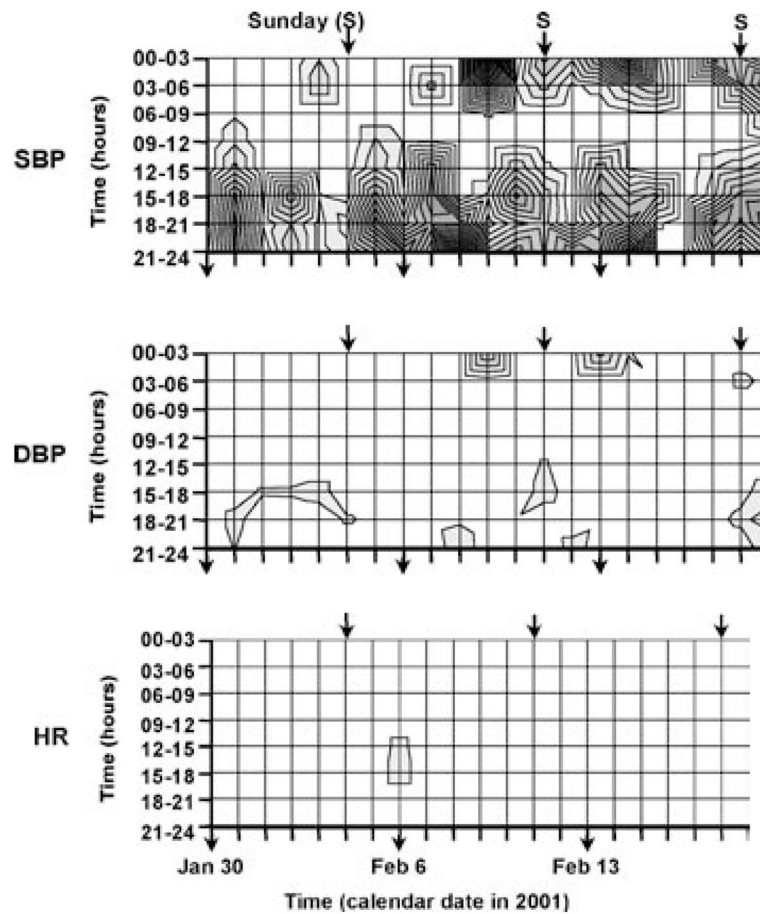 Sunday (S) S S
00-03
03-06
06-09
09-12
12-15
15-18
18-21
21-24
SBP
Time (hours)
00-03
03-06
06-09
09-12
12-15
15-18
18-21
21-24
DBP
Time (hours)
00-03
03-06
06-09
09-12
12-15
15-18
18-21
21-24
HR
Time (hours)
Jan 30 Feb 6 Feb 13
Time (calendar date in 2001)